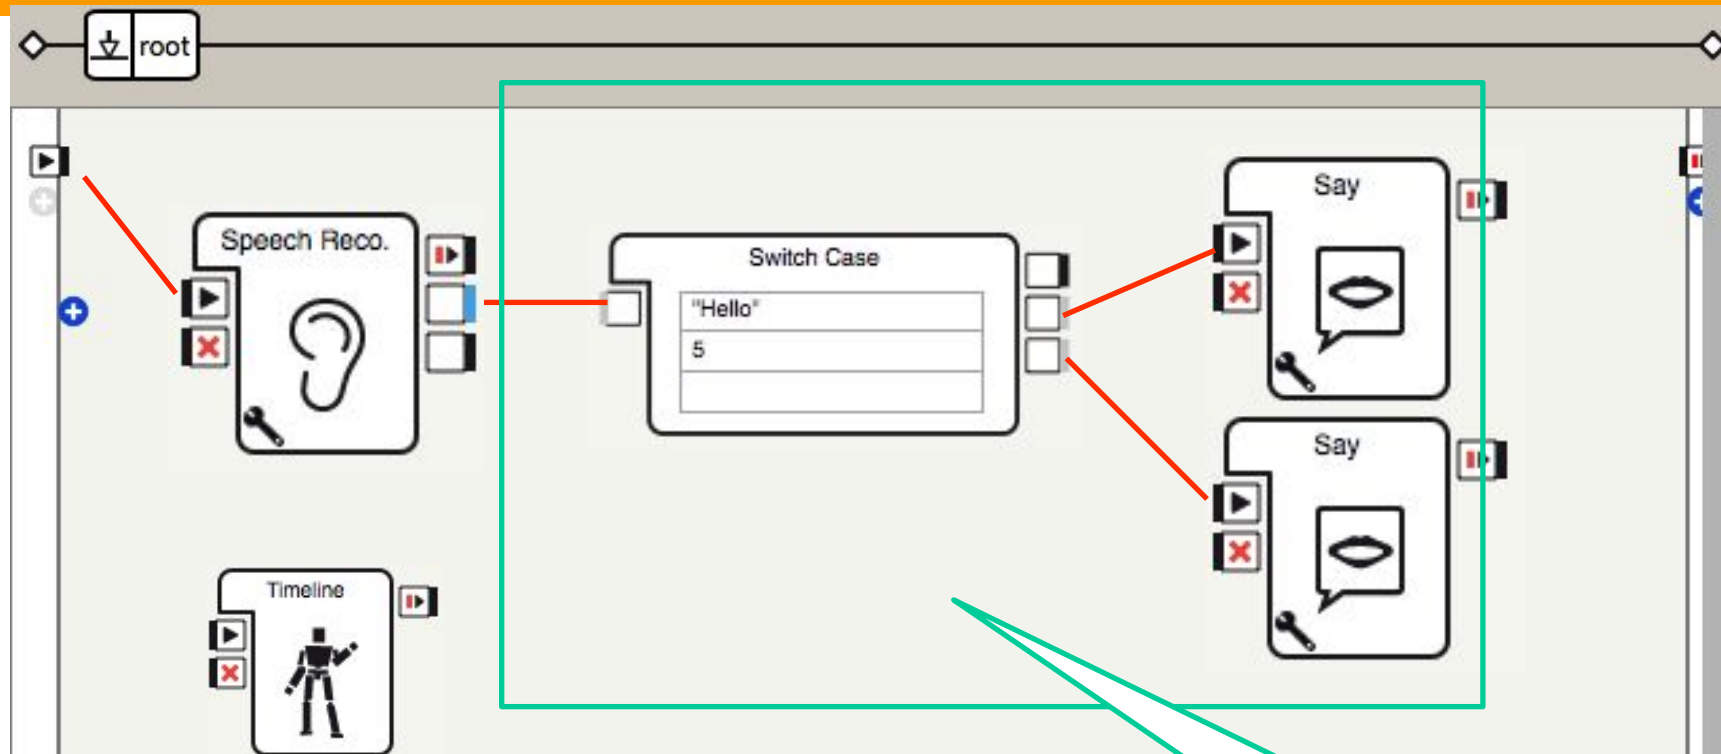 root
Speech Reco.
Switch Case
"Hello"
5
Say
Say
Timeline